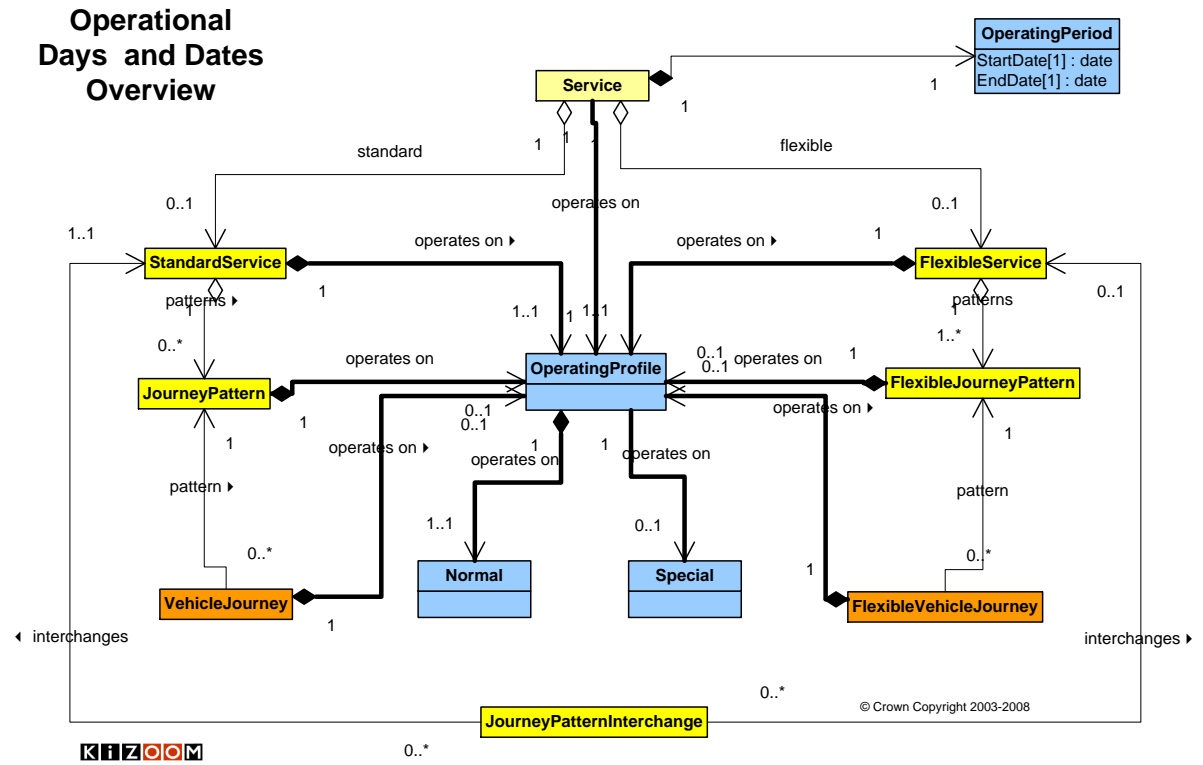 Operational
Days and Dates
Overview
OperatingPeriod
StartDate[1] : date
EndDate[1] : date
Service
1
1
1
1
1
standard
flexible
0..1
operates on
0..1
1..1
operates on
operates on
1
StandardService
FlexibleService
patterns
1
1
patterns
1
0..1
1..1
1
1..1
0..*
1..*
operates on
0..1
operates on
1
0..1
OperatingProfile
JourneyPattern
FlexibleJourneyPattern
1
0..1
0..1
operates on
1
operates on
1
1
1
operates on
operates on
pattern
pattern
1..1
0..1
0..*
0..*
Normal
Special
1
VehicleJourney
FlexibleVehicleJourney
1
interchanges
interchanges
0..*
JourneyPatternInterchange
© Crown Copyright 2003-2008
KiZOOM
0..*